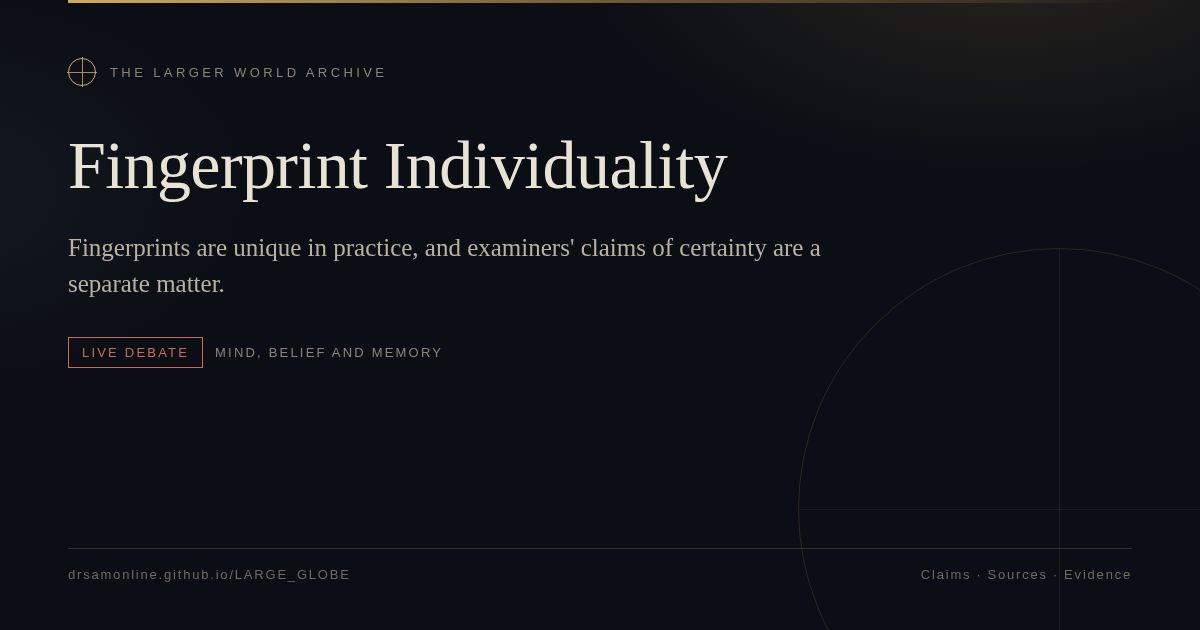 THE LARGER WORLD ARCHIVE
Fingerprint Individuality
Fingerprints are unique in practice, and examiners' claims of certainty are a
separate matter.
LIVE DEBATE MIND, BELIEF AND MEMORY
drsamonline.github.io/LARGE_GLOBE Claims · Sources · Evidence